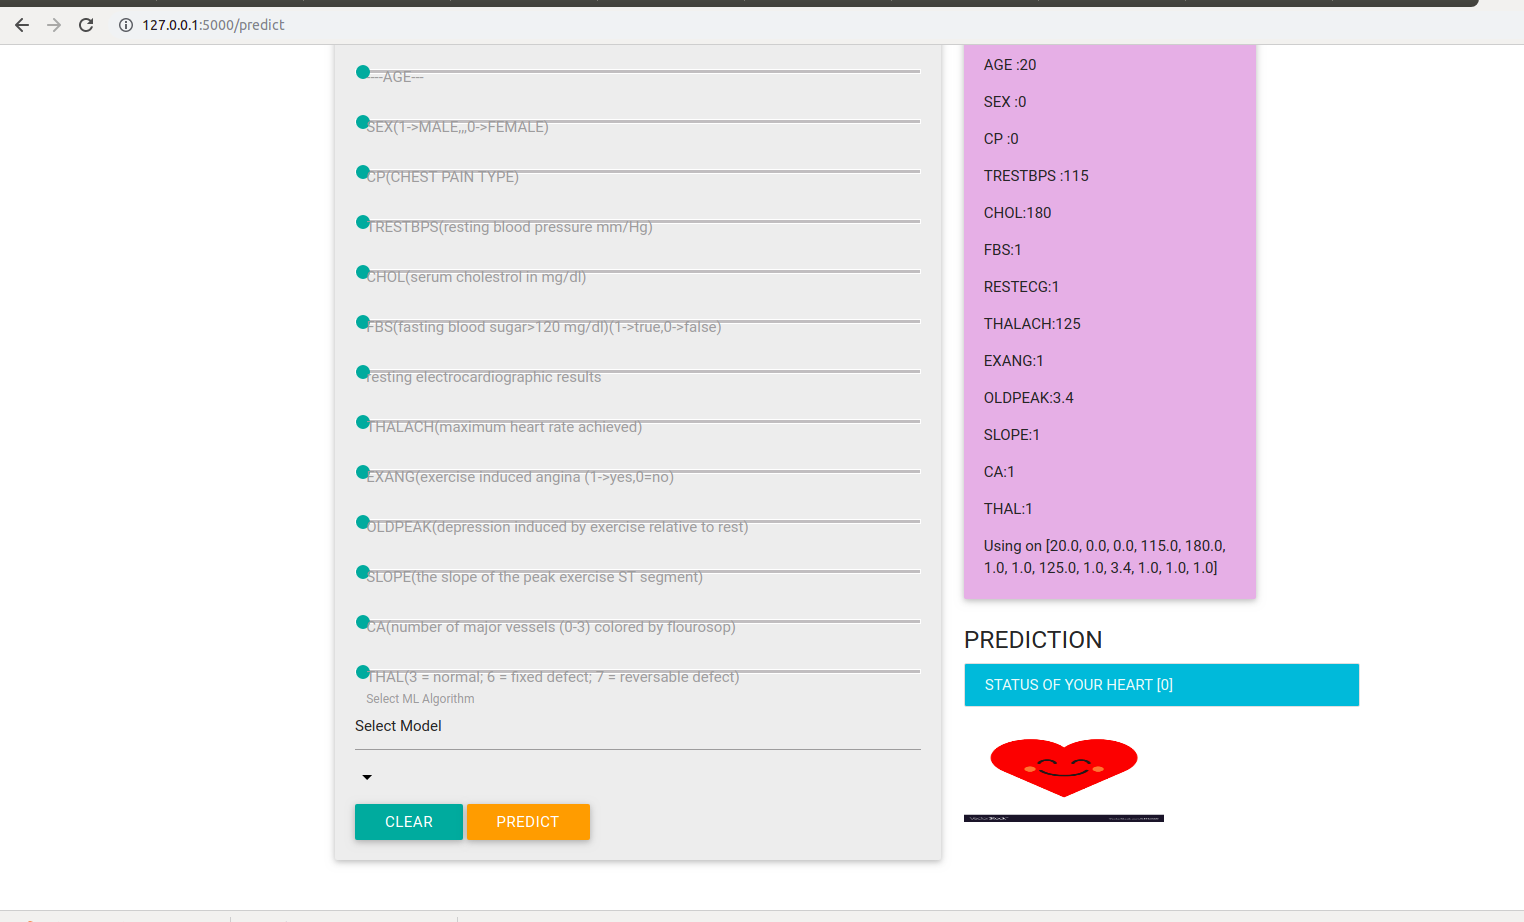 127.0.0.1:5000/predict
----AGE---
SEX(1->MALE,,,0->FEMALE)
CP(CHEST PAIN TYPE)
TRESTBPS(resting blood pressure mm/Hg)
CHOL(serum cholestrol in mg/dl)
FBS(fasting blood sugar>120 mg/dl)(1->true,0->false)
resting electrocardiographic results
THALACH(maximum heart rate achieved)
EXANG(exercise induced angina (1->yes,0=no)
OLDPEAK(depression induced by exercise relative to rest)
SLOPE(the slope of the peak exercise ST segment)
CA(number of major vessels (0-3) colored by flourosop)
THAL(3 = normal; 6 = fixed defect; 7 = reversable defect)
Select ML Algorithm
Select Model
CLEAR
PREDICT
AGE :20
SEX :0
CP :0
TRESTBPS :115
CHOL:180
FBS:1
RESTECG:1
THALACH:125
EXANG:1
OLDPEAK:3.4
SLOPE:1
CA:1
THAL:1
Using on [20.0, 0.0, 0.0, 115.0, 180.0,
1.0, 1.0, 125.0, 1.0, 3.4, 1.0, 1.0, 1.0]
PREDICTION
STATUS OF YOUR HEART [0]